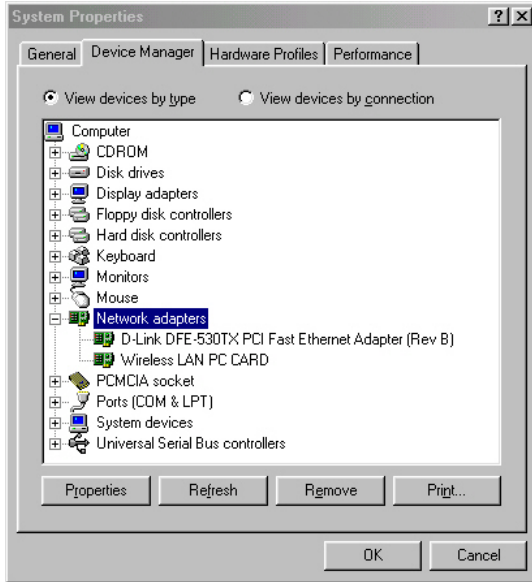 System Properties
General Device Manager Hardware Profiles Performance
View devices by type View devices by connection
Computer
CDROM
Disk drives
Display adapters
Floppy disk controllers
Hard disk controllers
Keyboard
Monitors
Mouse
Network adapters
D-Link DFE-530TX PCI Fast Ethernet Adapter (Rev B)
Wireless LAN PC CARD
PCMCIA socket
Ports (COM & LPT)
System devices
Universal Serial Bus controllers
Properties Refresh Remove Print...
OK Cancel